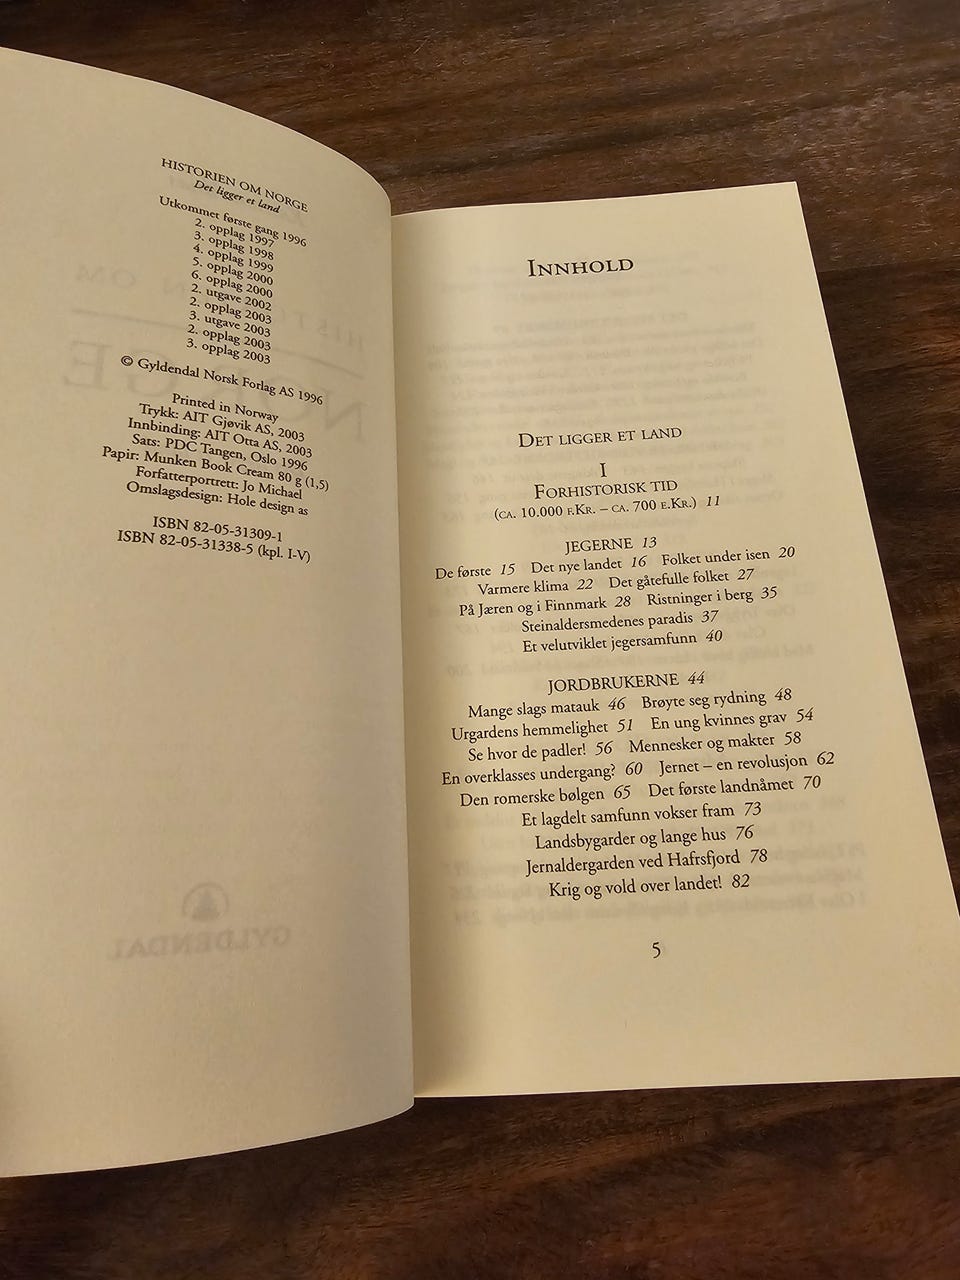 HISTORIEN OM NORGE
Det ligger et land
Utkommet første gang 1996
2. opplag 1997
3. opplag 1998
4. opplag 1999
5. opplag 2000
6. opplag 2000
2. utgave 2002
2. opplag 2003
3. utgave 2003
2. opplag 2003
3. opplag 2003
© Gyldendal Norsk Forlag AS 1996
Printed in Norway
Trykk: AIT Gjøvik AS, 2003
Innbinding: AIT Otta AS, 2003
Sats: PDC Tangen, Oslo 1996
Papir: Munken Book Cream 80 g (1,5)
Forfatterportrett: Jo Michael
Omslagsdesign: Hole design as
ISBN 82-05-31309-1
ISBN 82-05-31338-5 (kpl. I-V)
GYLDENDAL
INNHOLD
DET LIGGER ET LAND
I
FORHISTORISK TID
(CA. 10.000 F.KR. – CA. 700 E.KR.) 11
JEGERNE 13
De første 15 Det nye landet 16 Folket under isen 20
Varmere klima 22 Det gåtefulle folket 27
På Jæren og i Finnmark 28 Ristninger i berg 35
Steinaldersmedenes paradis 37
Et velutviklet jegersamfunn 40
JORDBRUKERNE 44
Mange slags matauk 46 Brøyte seg rydning 48
Urgardens hemmelighet 51 En ung kvinnes grav 54
Se hvor de padler! 56 Mennesker og makter 58
En overklasses undergang? 60 Jernet – en revolusjon 62
Den romerske bølgen 65 Det første landnåmet 70
Et lagdelt samfunn vokser fram 73
Landsbygarder og lange hus 76
Jernaldergarden ved Hafrsfjord 78
Krig og vold over landet! 82
5